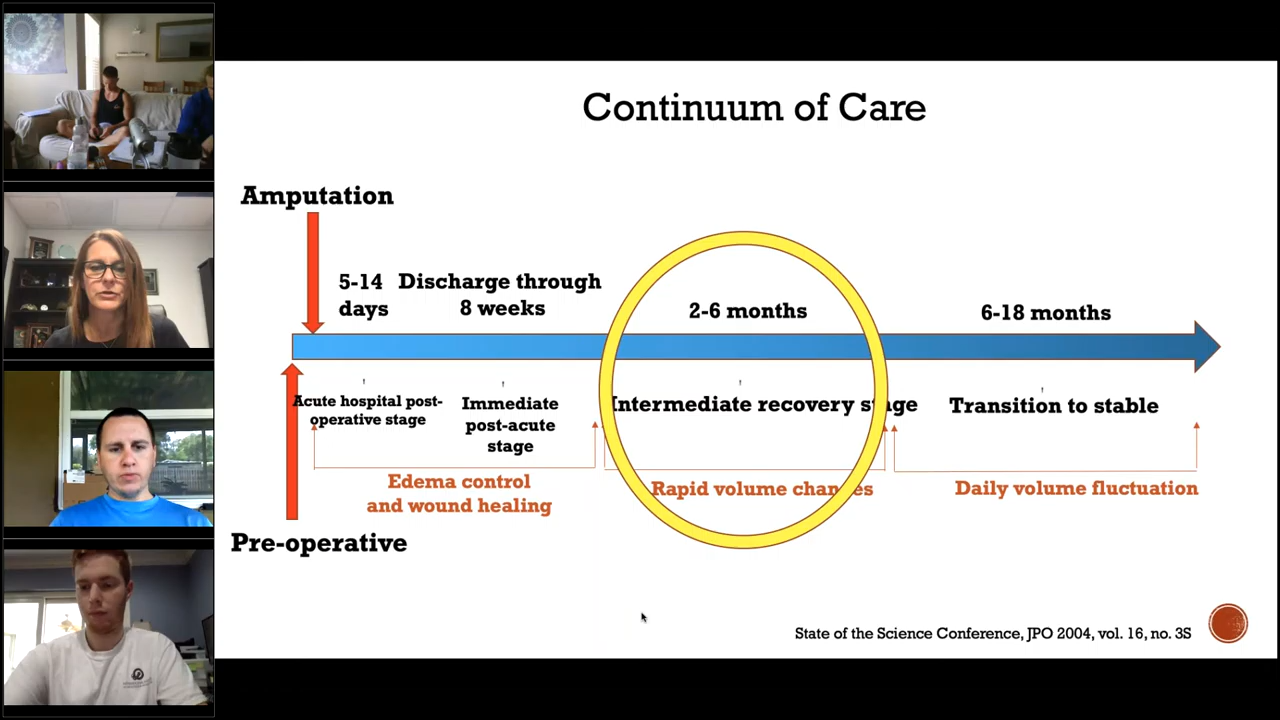 Continuum of Care
Amputation
5-14
days
Discharge through
8 weeks
2-6 months
6-18 months
Acute hospital post-
operative stage
Immediate
post-acute
stage
Intermediate recovery stage
Transition to stable
Edema control
and wound healing
Rapid volume changes
Daily volume fluctuation
Pre-operative
State of the Science Conference, JPO 2004, vol. 16, no. 3S